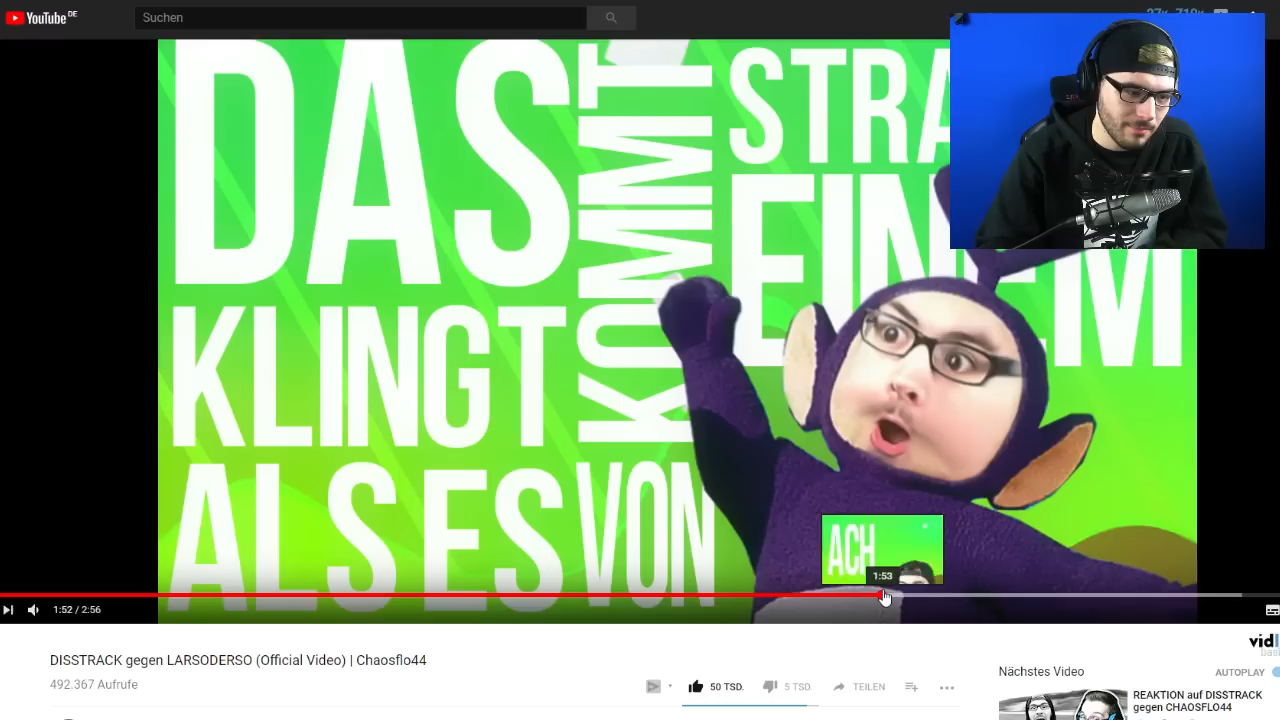 YouTube DE
Suchen
DAS
KLINGT
ALS ES
KOMMT
VON
STRA
EINEM
ACH
1:53
1:52 / 2:56
DISSTRACK gegen LARSODERSO (Official Video) | Chaosflo44
492.367 Aufrufe
50 TSD.
5 TSD
TEILEN
Nächstes Video
AUTOPLAY
REAKTION auf DISSTRACK
gegen CHAOSFLO44